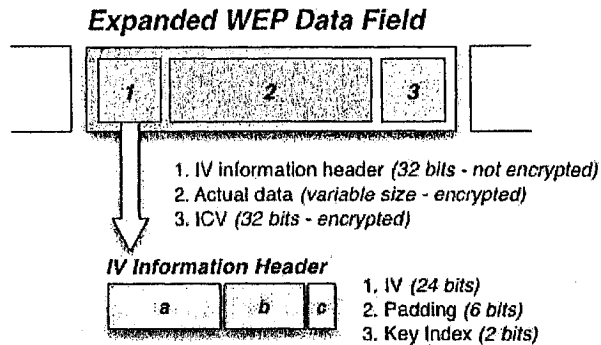 Expanded WEP Data Field
1 2 3
1. IV information header (32 bits - not encrypted)
2. Actual data (variable size - encrypted)
3. ICV (32 bits - encrypted)
IV Information Header
a b c
1. IV (24 bits)
2. Padding (6 bits)
3. Key Index (2 bits)